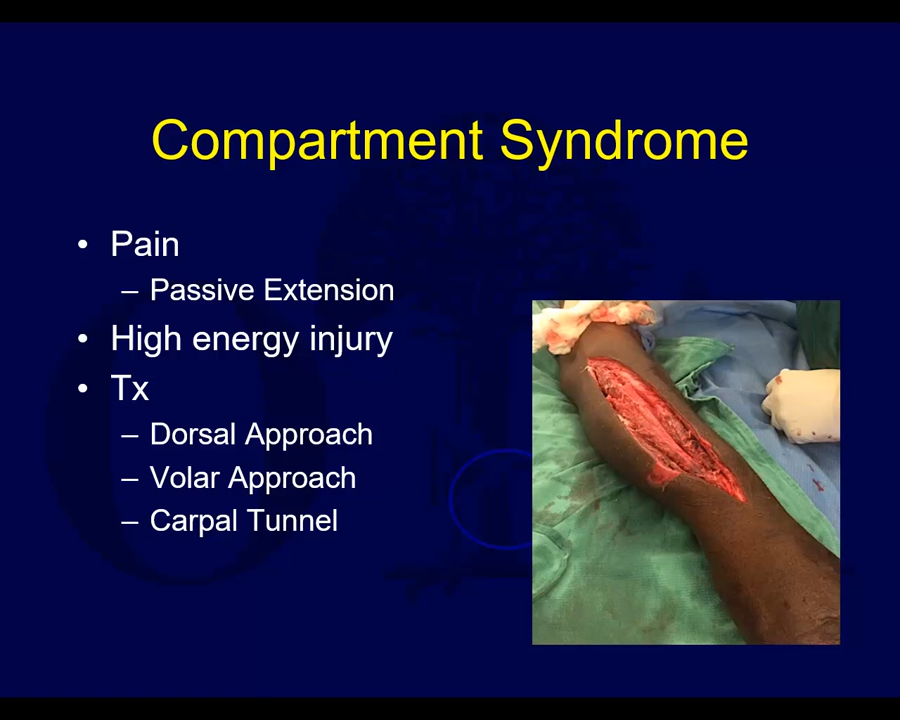 Compartment Syndrome
• Pain
– Passive Extension
• High energy injury
• Tx
– Dorsal Approach
– Volar Approach
– Carpal Tunnel